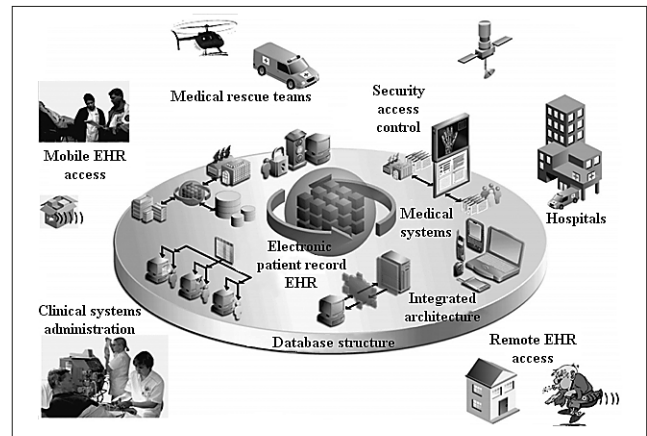 Medical rescue teams
Security
access
control
Mobile EHR
access
Hospitals
Medical
systems
Electronic
patient record
EHR
Integrated
architecture
Clinical systems
administration
Database structure
Remote EHR
access